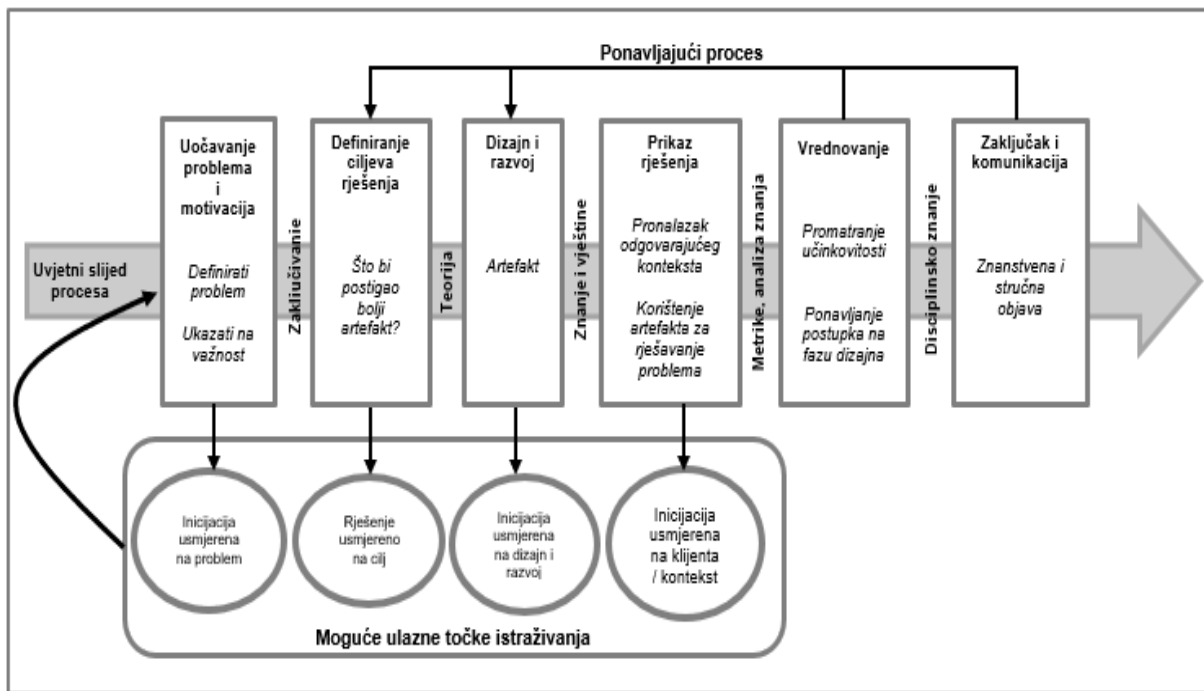 Ponavljajući proces
Uvjetni slijed
procesa
Uočavanje
problema
i
motivacija
Definirati
problem
Ukazati na
važnost
Zaključivanje
Definiranje
ciljeva
rješenja
Što bi
postigao
bolji
artefakt?
Teorija
Dizajn i
razvoj
Artefakt
Znanje i vještine
Prikaz
rješenja
Pronalazak
odgovarajućeg
konteksta
Korištenje
artefakta za
rješavanje
problema
Metrike, analiza znanja
Vrednovanje
Promatranje
učinkovitosti
Ponavljanje
postupka na
fazu dizajna
Disciplinsko znanje
Zaključak i
komunikacija
Znanstvena i
stručna
objava
Inicijacija
usmjerena
na problem
Rješenje
usmjereno
na cilj
Inicijacija
usmjerena
na dizajn i
razvoj
Inicijacija
usmjerena
na klijenta
/ kontekst
Moguće ulazne točke istraživanja